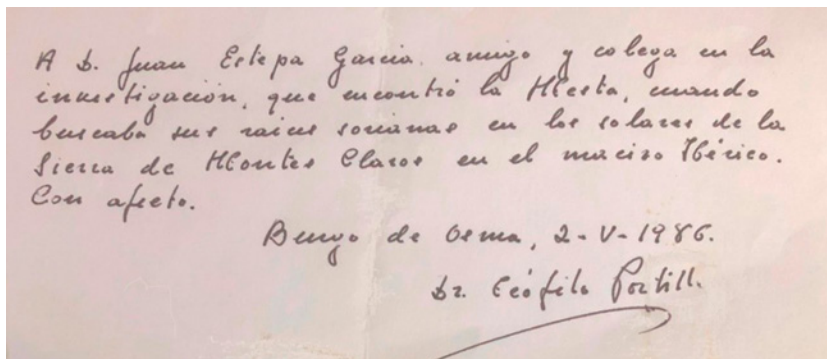 A D. Juan Estepa García, amigo y colega en la
investigación, que encontró la Mesta, cuando
buscaba sus raíces sorianas en los solares de la
Sierra de Montes Claros en el macizo Ibérico.
Con afecto.
Burgo de Osma, 2-V-1986.
Dr. Teófilo Portill.